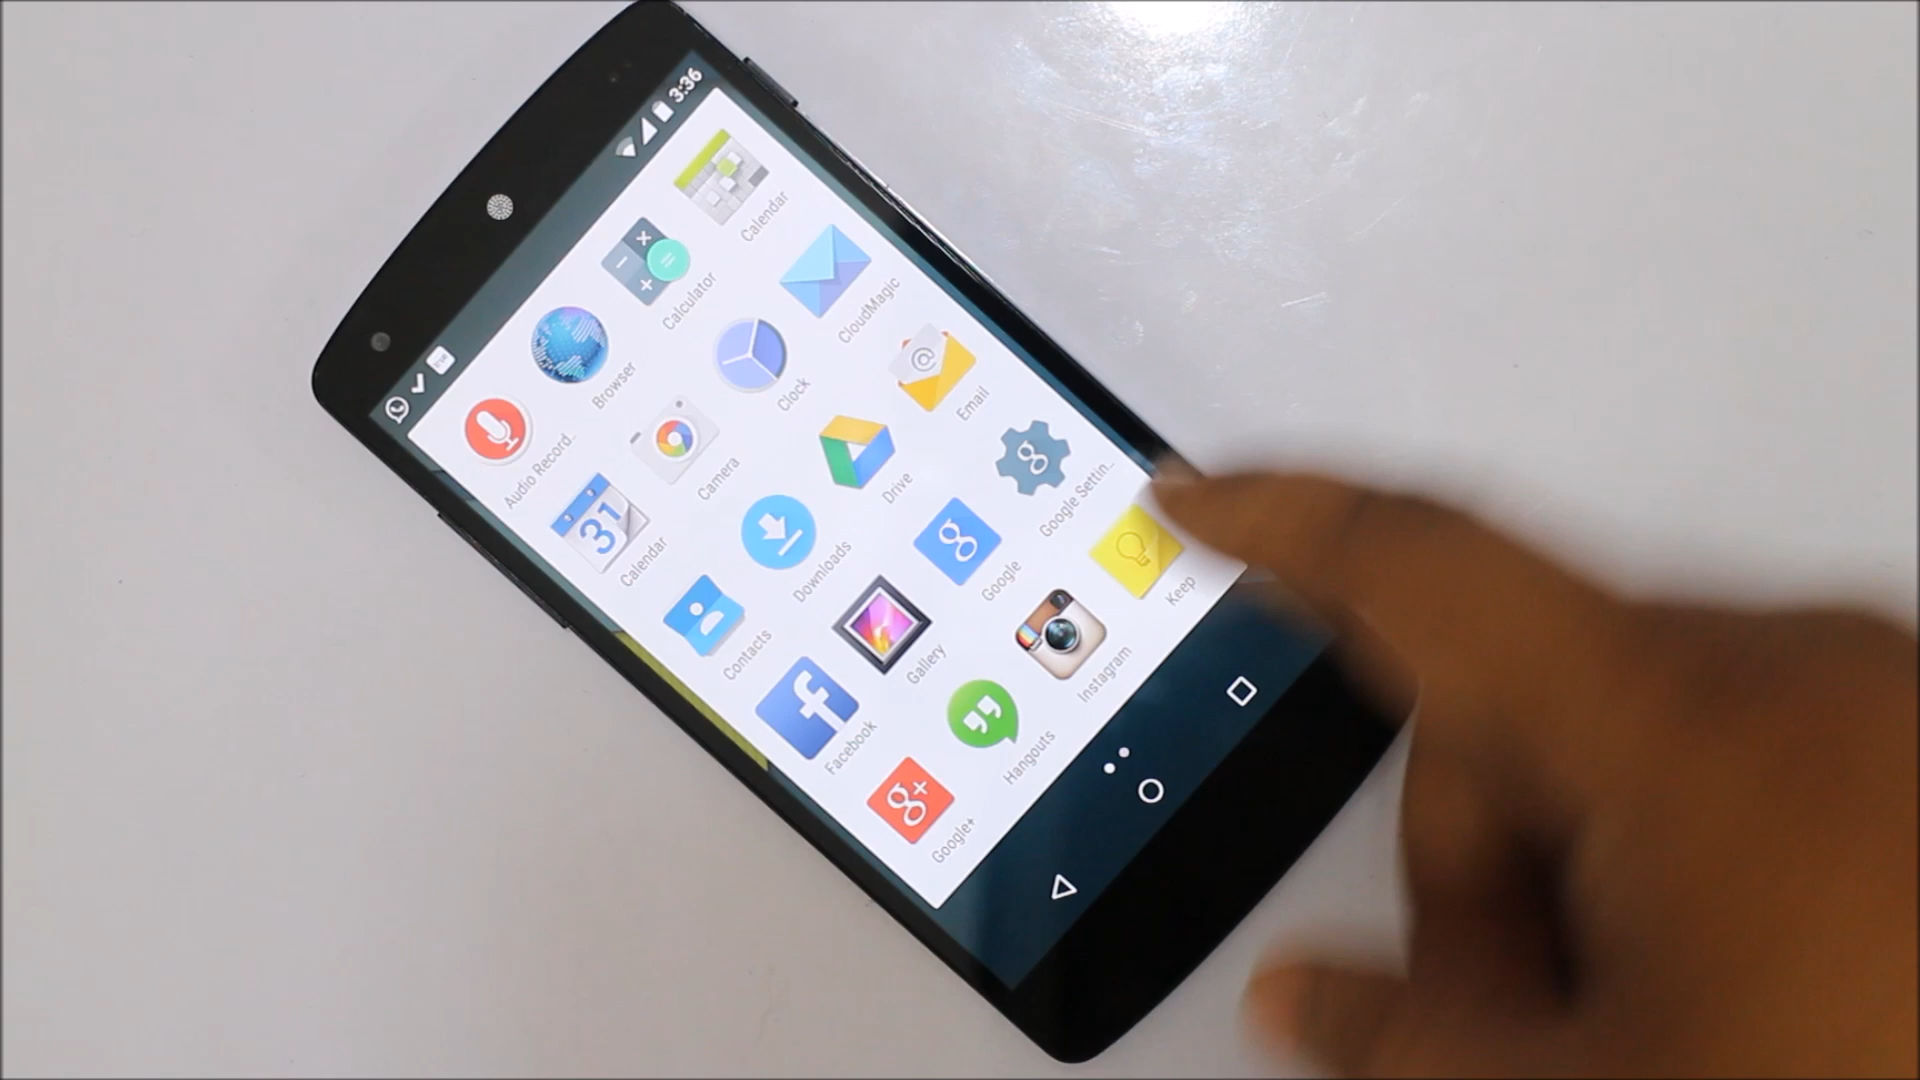 3:36
Audio Record..
Browser
Calculator
Calendar
31
Calendar
Camera
Clock
CloudMagic
Contacts
Downloads
Drive
@
Email
f
Facebook
Gallery
g
Google
g
Google Settin..
g+
Google+
Hangouts
Instagram
Keep